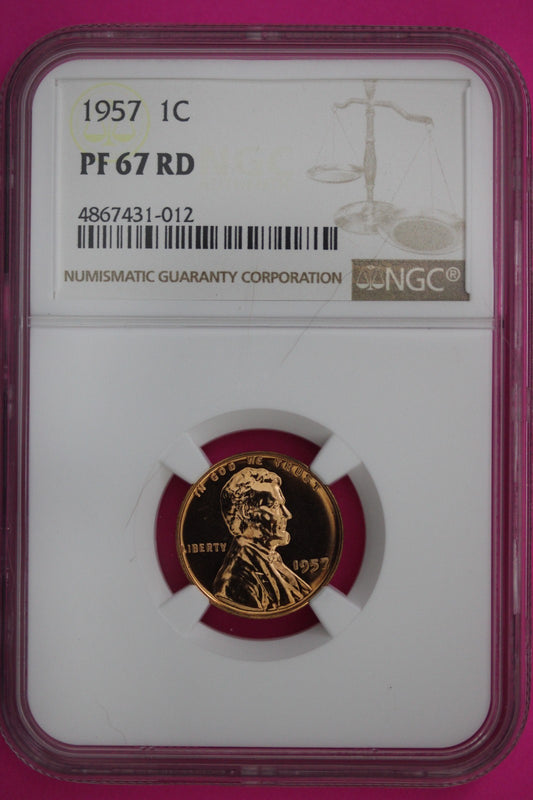 1957 1C
PF 67 RD
4867431-012
NUMISMATIC GUARANTY CORPORATION
NGC®
IN GOD WE TRUST
LIBERTY
1957